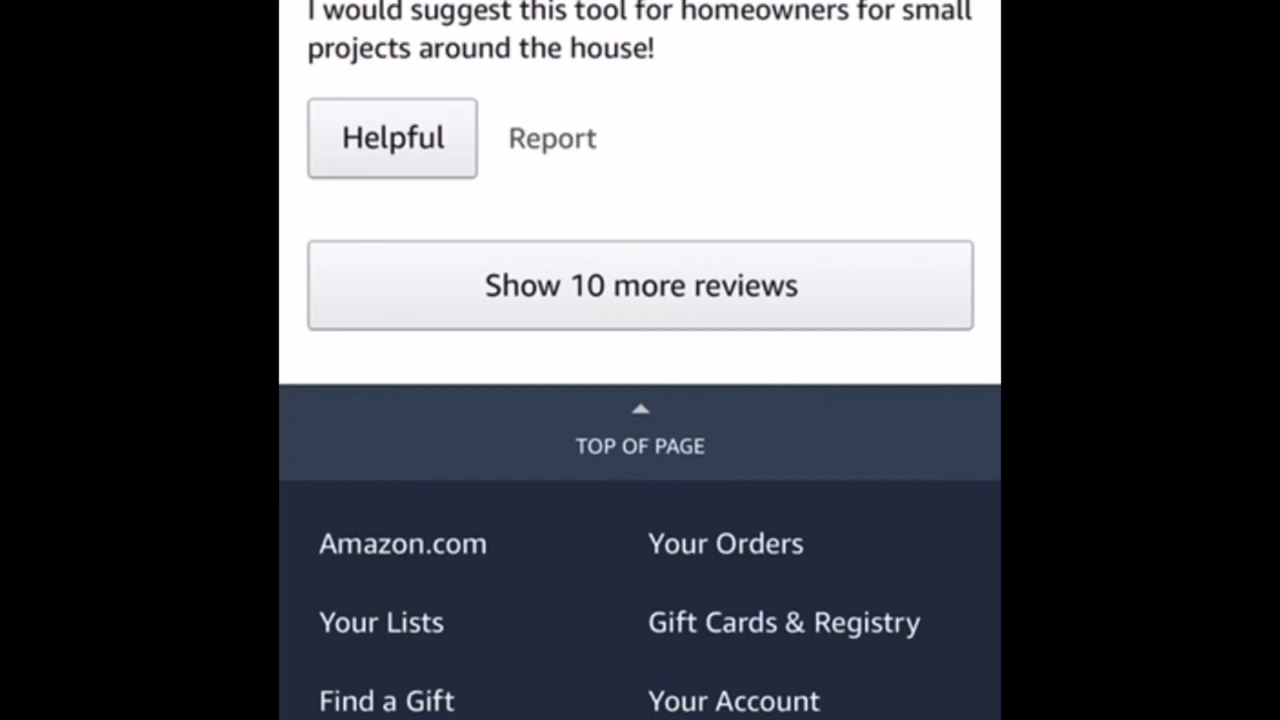 I would suggest this tool for homeowners for small
projects around the house!
Helpful Report
Show 10 more reviews
TOP OF PAGE
Amazon.com Your Orders
Your Lists Gift Cards & Registry
Find a Gift Your Account